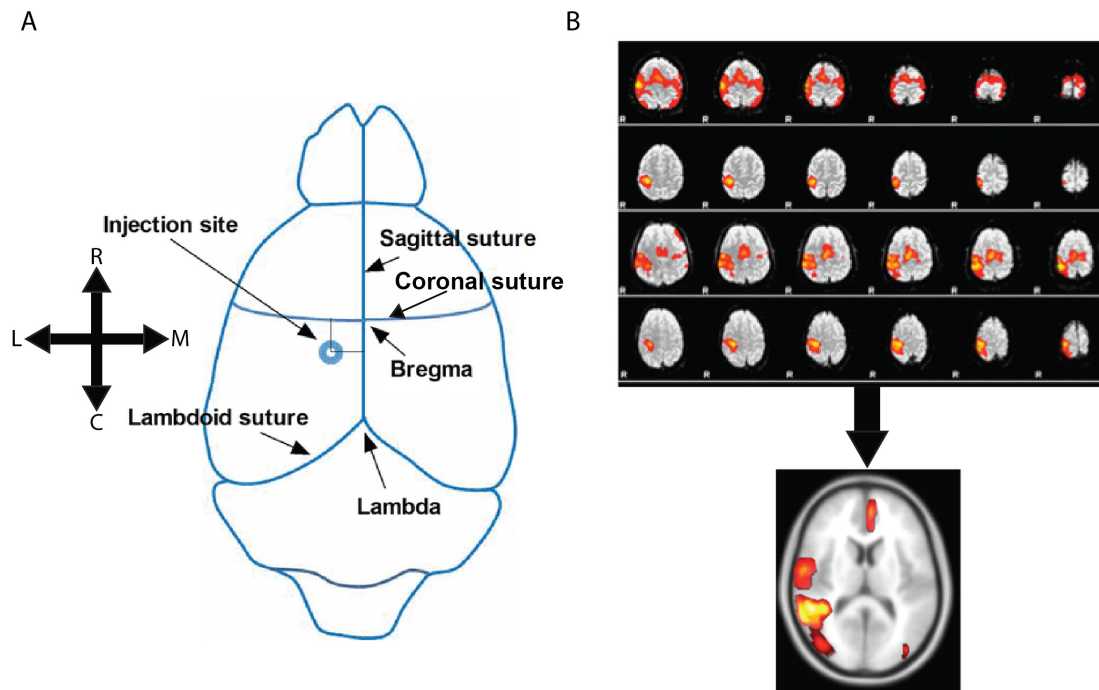 A
B
Injection site
Sagittal suture
Coronal suture
R
L
M
C
Bregma
Lambdoid suture
Lambda
R R R R R R
R R R R R R
R R R R R R
R R R R R R